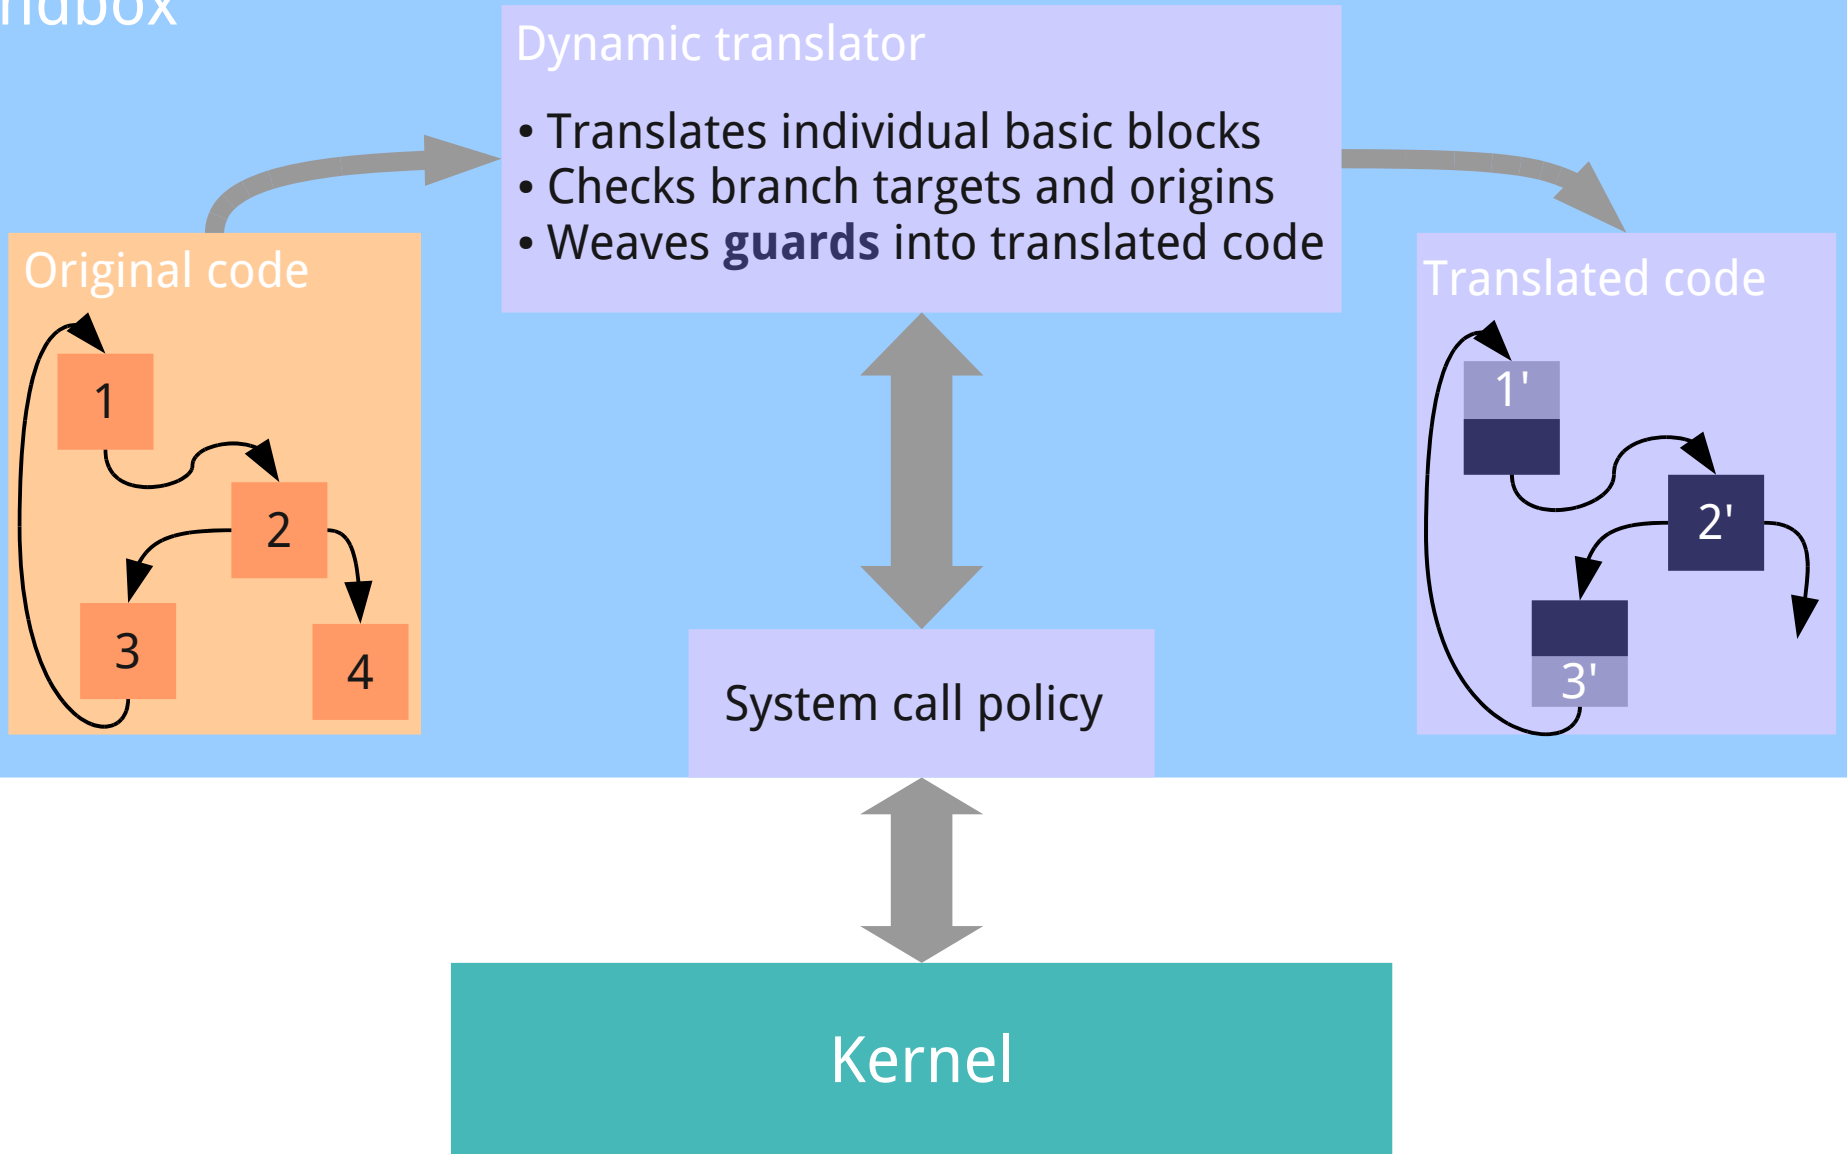 Dynamic translator
• Translates individual basic blocks
• Checks branch targets and origins
• Weaves guards into translated code
Original code
1
2
3
4
Translated code
1'
2'
3'
System call policy
Kernel